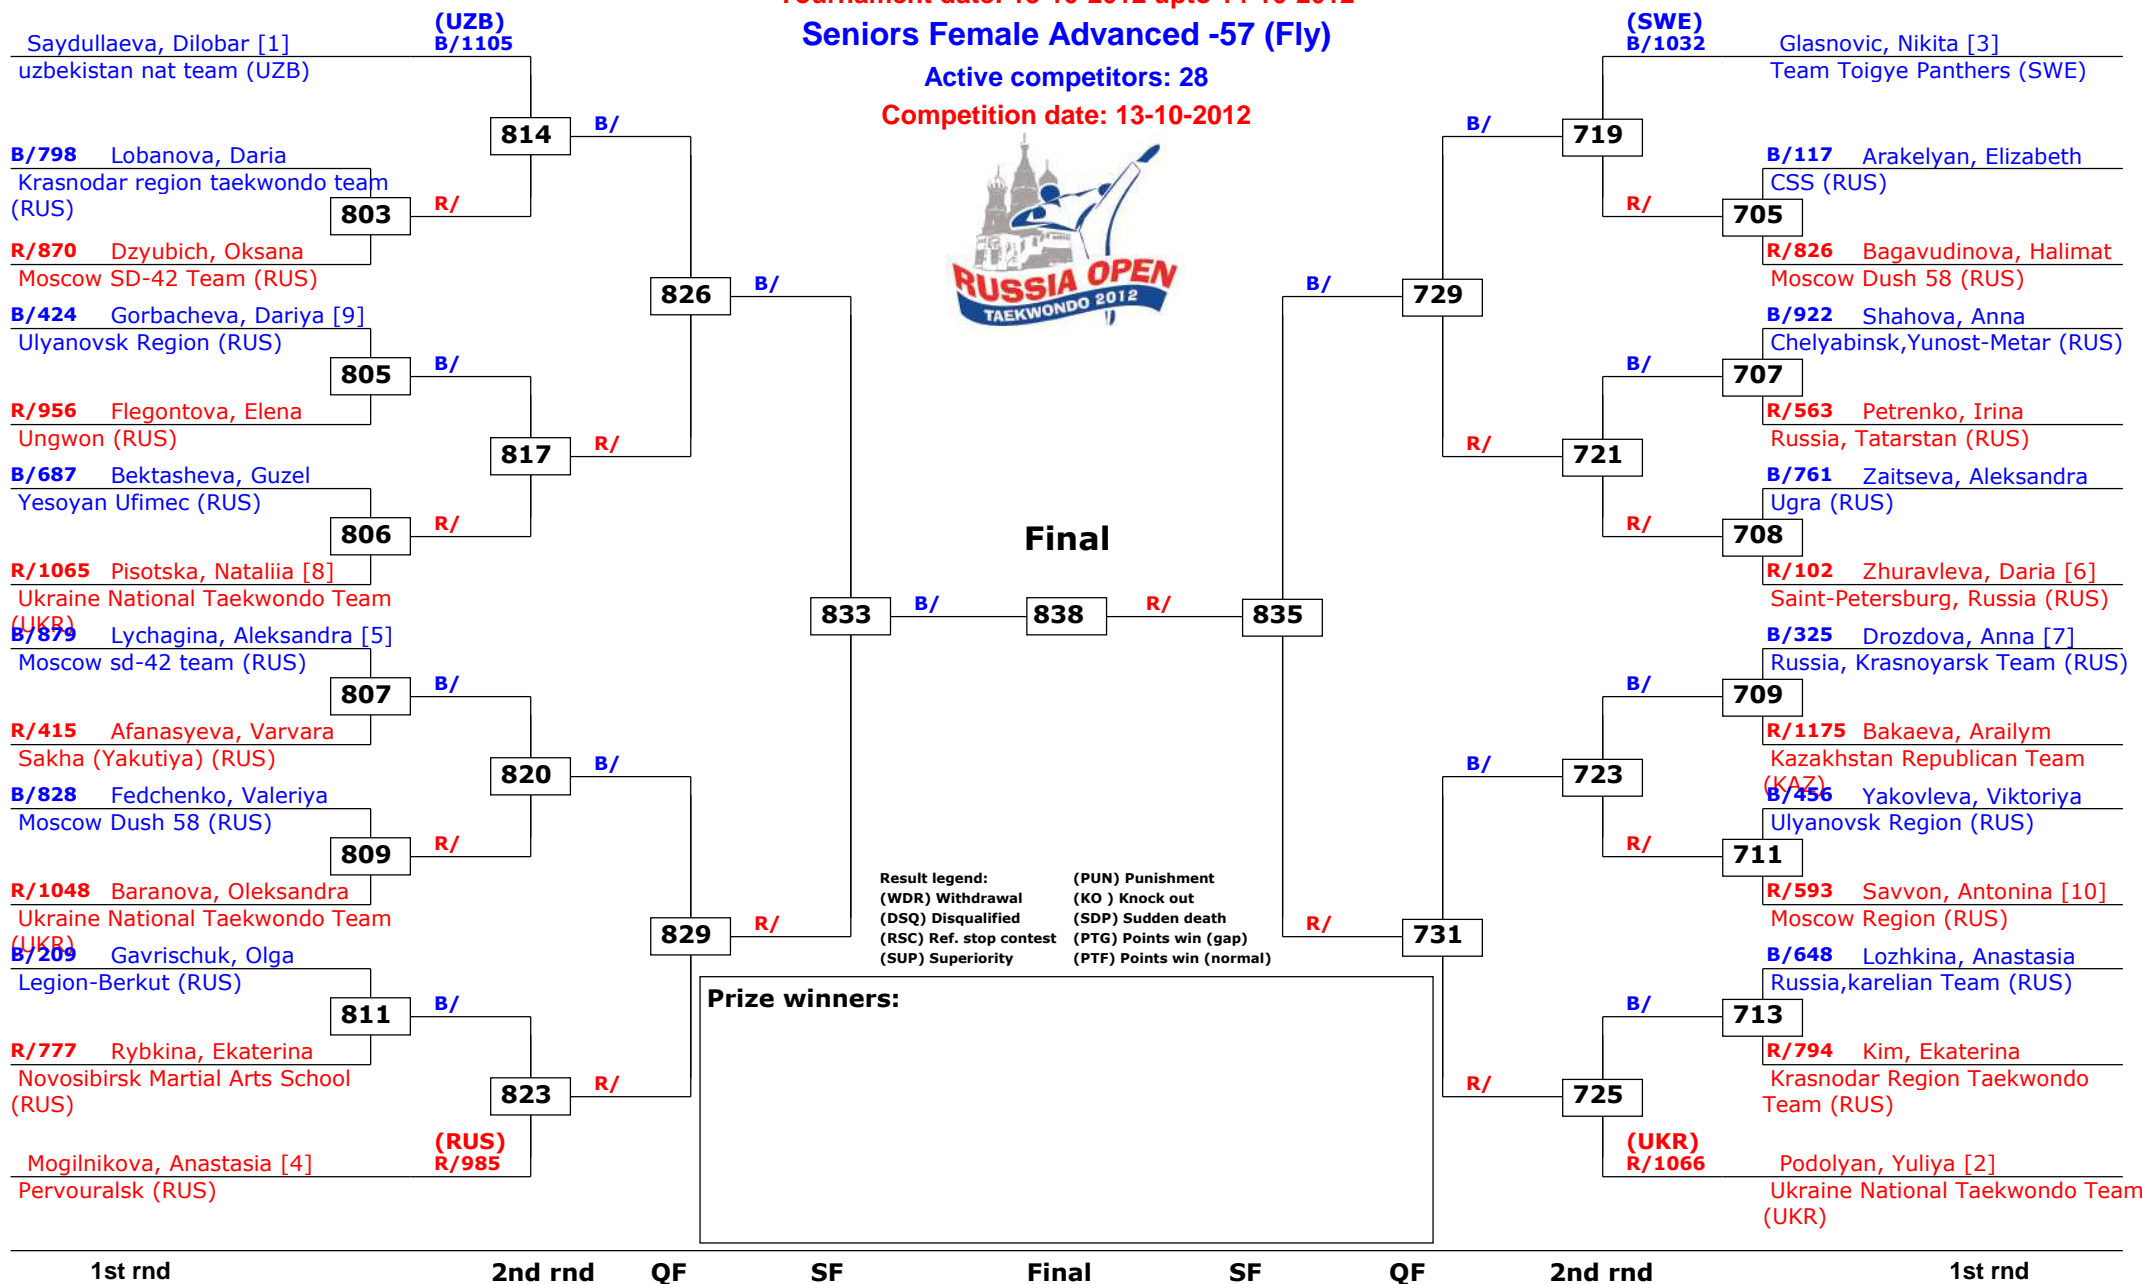 Tournament date: 13-10-2012 upto 14-10-2012
Seniors Female Advanced -57 (Fly)
Active competitors: 28
Competition date: 13-10-2012
RUSSIA OPEN
TAEKWONDO 2012
(UZB)
Saydullaeva, Dilobar [1] B/1105
uzbekistan nat team (UZB)
814 B/
B/798 Lobanova, Daria
Krasnodar region taekwondo team
(RUS)
803 R/
R/870 Dzyubich, Oksana
Moscow SD-42 Team (RUS)
826 B/
B/424 Gorbacheva, Dariya [9]
Ulyanovsk Region (RUS)
805 B/
R/956 Flegontova, Elena
Ungwon (RUS)
817 R/
B/687 Bektasheva, Guzel
Yesoyan Ufimec (RUS)
806 R/
R/1065 Pisotska, Nataliia [8]
Ukraine National Taekwondo Team
(UKR)
833 B/
B/879 Lychagina, Aleksandra [5]
Moscow sd-42 team (RUS)
807 B/
R/415 Afanasyeva, Varvara
Sakha (Yakutiya) (RUS)
820 B/
B/828 Fedchenko, Valeriya
Moscow Dush 58 (RUS)
809 R/
R/1048 Baranova, Oleksandra
Ukraine National Taekwondo Team
(UKR)
829 R/
B/209 Gavrischuk, Olga
Legion-Berkut (RUS)
811 B/
R/777 Rybkina, Ekaterina
Novosibirsk Martial Arts School
(RUS)
823 R/
(RUS)
Mogilnikova, Anastasia [4] R/985
Pervouralsk (RUS)
Final
838 R/
835
(SWE)
B/1032 Glasnovic, Nikita [3]
Team Toigye Panthers (SWE)
B/ 719
B/117 Arakelyan, Elizabeth
CSS (RUS)
R/ 705
R/826 Bagavudinova, Halimat
Moscow Dush 58 (RUS)
B/ 729
B/922 Shahova, Anna
Chelyabinsk,Yunost-Metar (RUS)
B/ 707
R/563 Petrenko, Irina
Russia, Tatarstan (RUS)
R/ 721
B/761 Zaitseva, Aleksandra
Ugra (RUS)
R/ 708
R/102 Zhuravleva, Daria [6]
Saint-Petersburg, Russia (RUS)
B/325 Drozdova, Anna [7]
Russia, Krasnoyarsk Team (RUS)
B/ 709
R/1175 Bakaeva, Arailym
Kazakhstan Republican Team
(KAZ)
B/ 723
B/456 Yakovleva, Viktoriya
Ulyanovsk Region (RUS)
R/ 711
R/593 Savvon, Antonina [10]
Moscow Region (RUS)
R/ 731
B/648 Lozhkina, Anastasia
Russia,karelian Team (RUS)
B/ 713
R/794 Kim, Ekaterina
Krasnodar Region Taekwondo
Team (RUS)
R/ 725
(UKR)
R/1066 Podolyan, Yuliya [2]
Ukraine National Taekwondo Team
(UKR)
Result legend: (PUN) Punishment
(WDR) Withdrawal (KO ) Knock out
(DSQ) Disqualified (SDP) Sudden death
(RSC) Ref. stop contest (PTG) Points win (gap)
(SUP) Superiority (PTF) Points win (normal)
Prize winners:
1st rnd 2nd rnd QF SF Final SF QF 2nd rnd 1st rnd